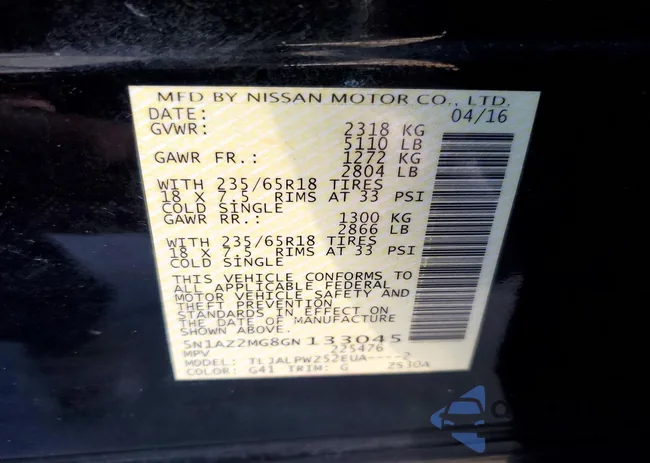 MFD BY NISSAN MOTOR CO., LTD.
DATE: 04/16
GVWR: 2318 KG
5110 LB
GAWR FR.: 1272 KG
2804 LB
WITH 235/65R18 TIRES
18 X 7.5 RIMS AT 33 PSI
COLD SINGLE
GAWR RR.: 1300 KG
2866 LB
WITH 235/65R18 TIRES
18 X 7.5 RIMS AT 33 PSI
COLD SINGLE
THIS VEHICLE CONFORMS TO
ALL APPLICABLE FEDERAL
MOTOR VEHICLE SAFETY AND
THEFT PREVENTION
STANDARDS IN EFFECT ON
THE DATE OF MANUFACTURE
SHOWN ABOVE.
5N1AZ2MG8GN133045
MPV 225476
MODEL: TLJALPWZ52EUA----2
COLOR: G41 TRIM: G 2530A